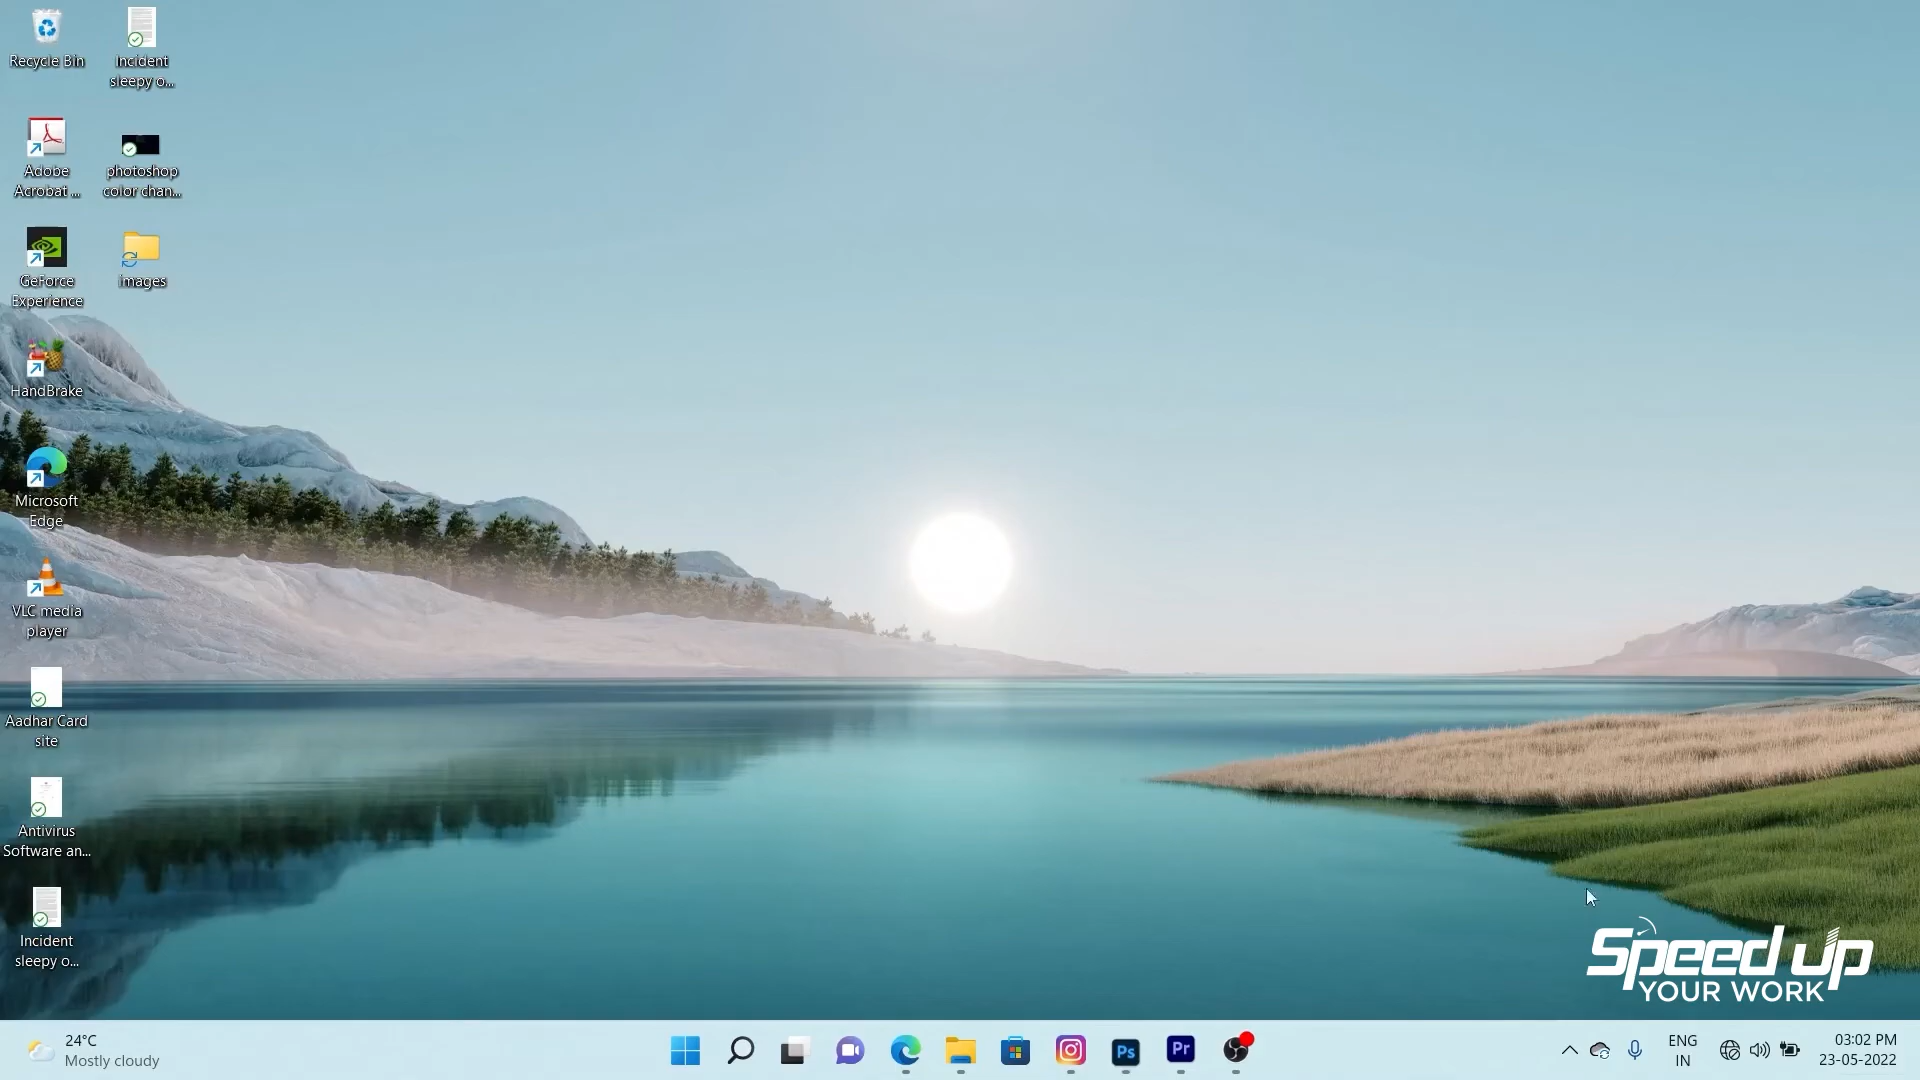 Recycle Bin
Incident
sleepy o...
Adobe
Acrobat ...
photoshop
color chan...
GeForce
Experience
images
HandBrake
Microsoft
Edge
VLC media
player
Aadhar Card
site
Antivirus
Software an...
Incident
sleepy o...
Speed up
YOUR WORK
24°C
Mostly cloudy
Ps
Pr
ENG
IN
03:02 PM
23-05-2022